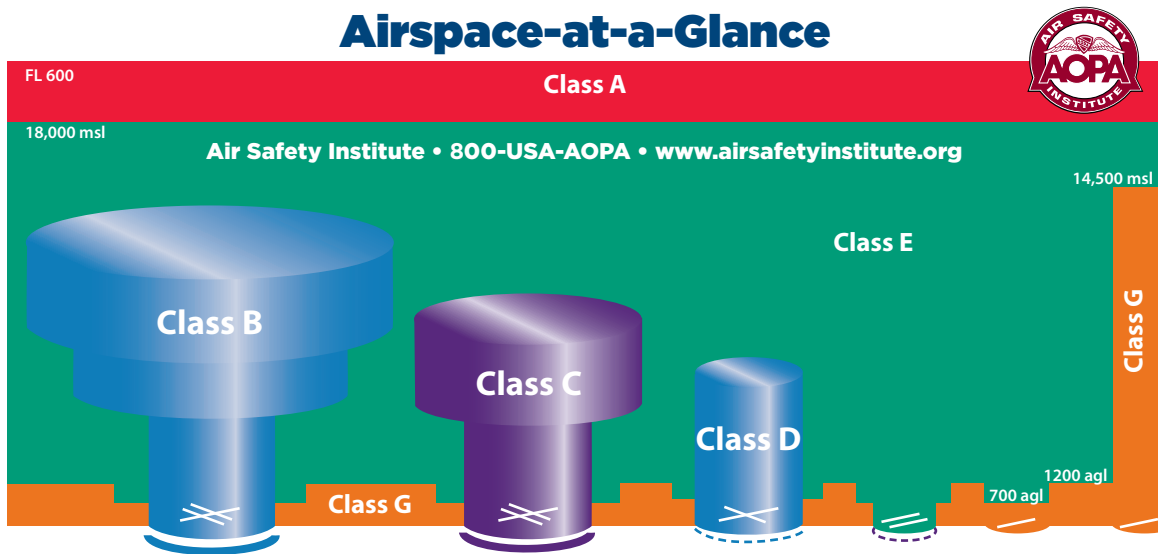 Airspace-at-a-Glance
AIR SAFETY
AOPA
INSTITUTE
FL 600
Class A
18,000 msl
Air Safety Institute • 800-USA-AOPA • www.airsafetyinstitute.org
14,500 msl
Class E
Class B
Class G
Class C
Class D
1200 agl
700 agl
Class G